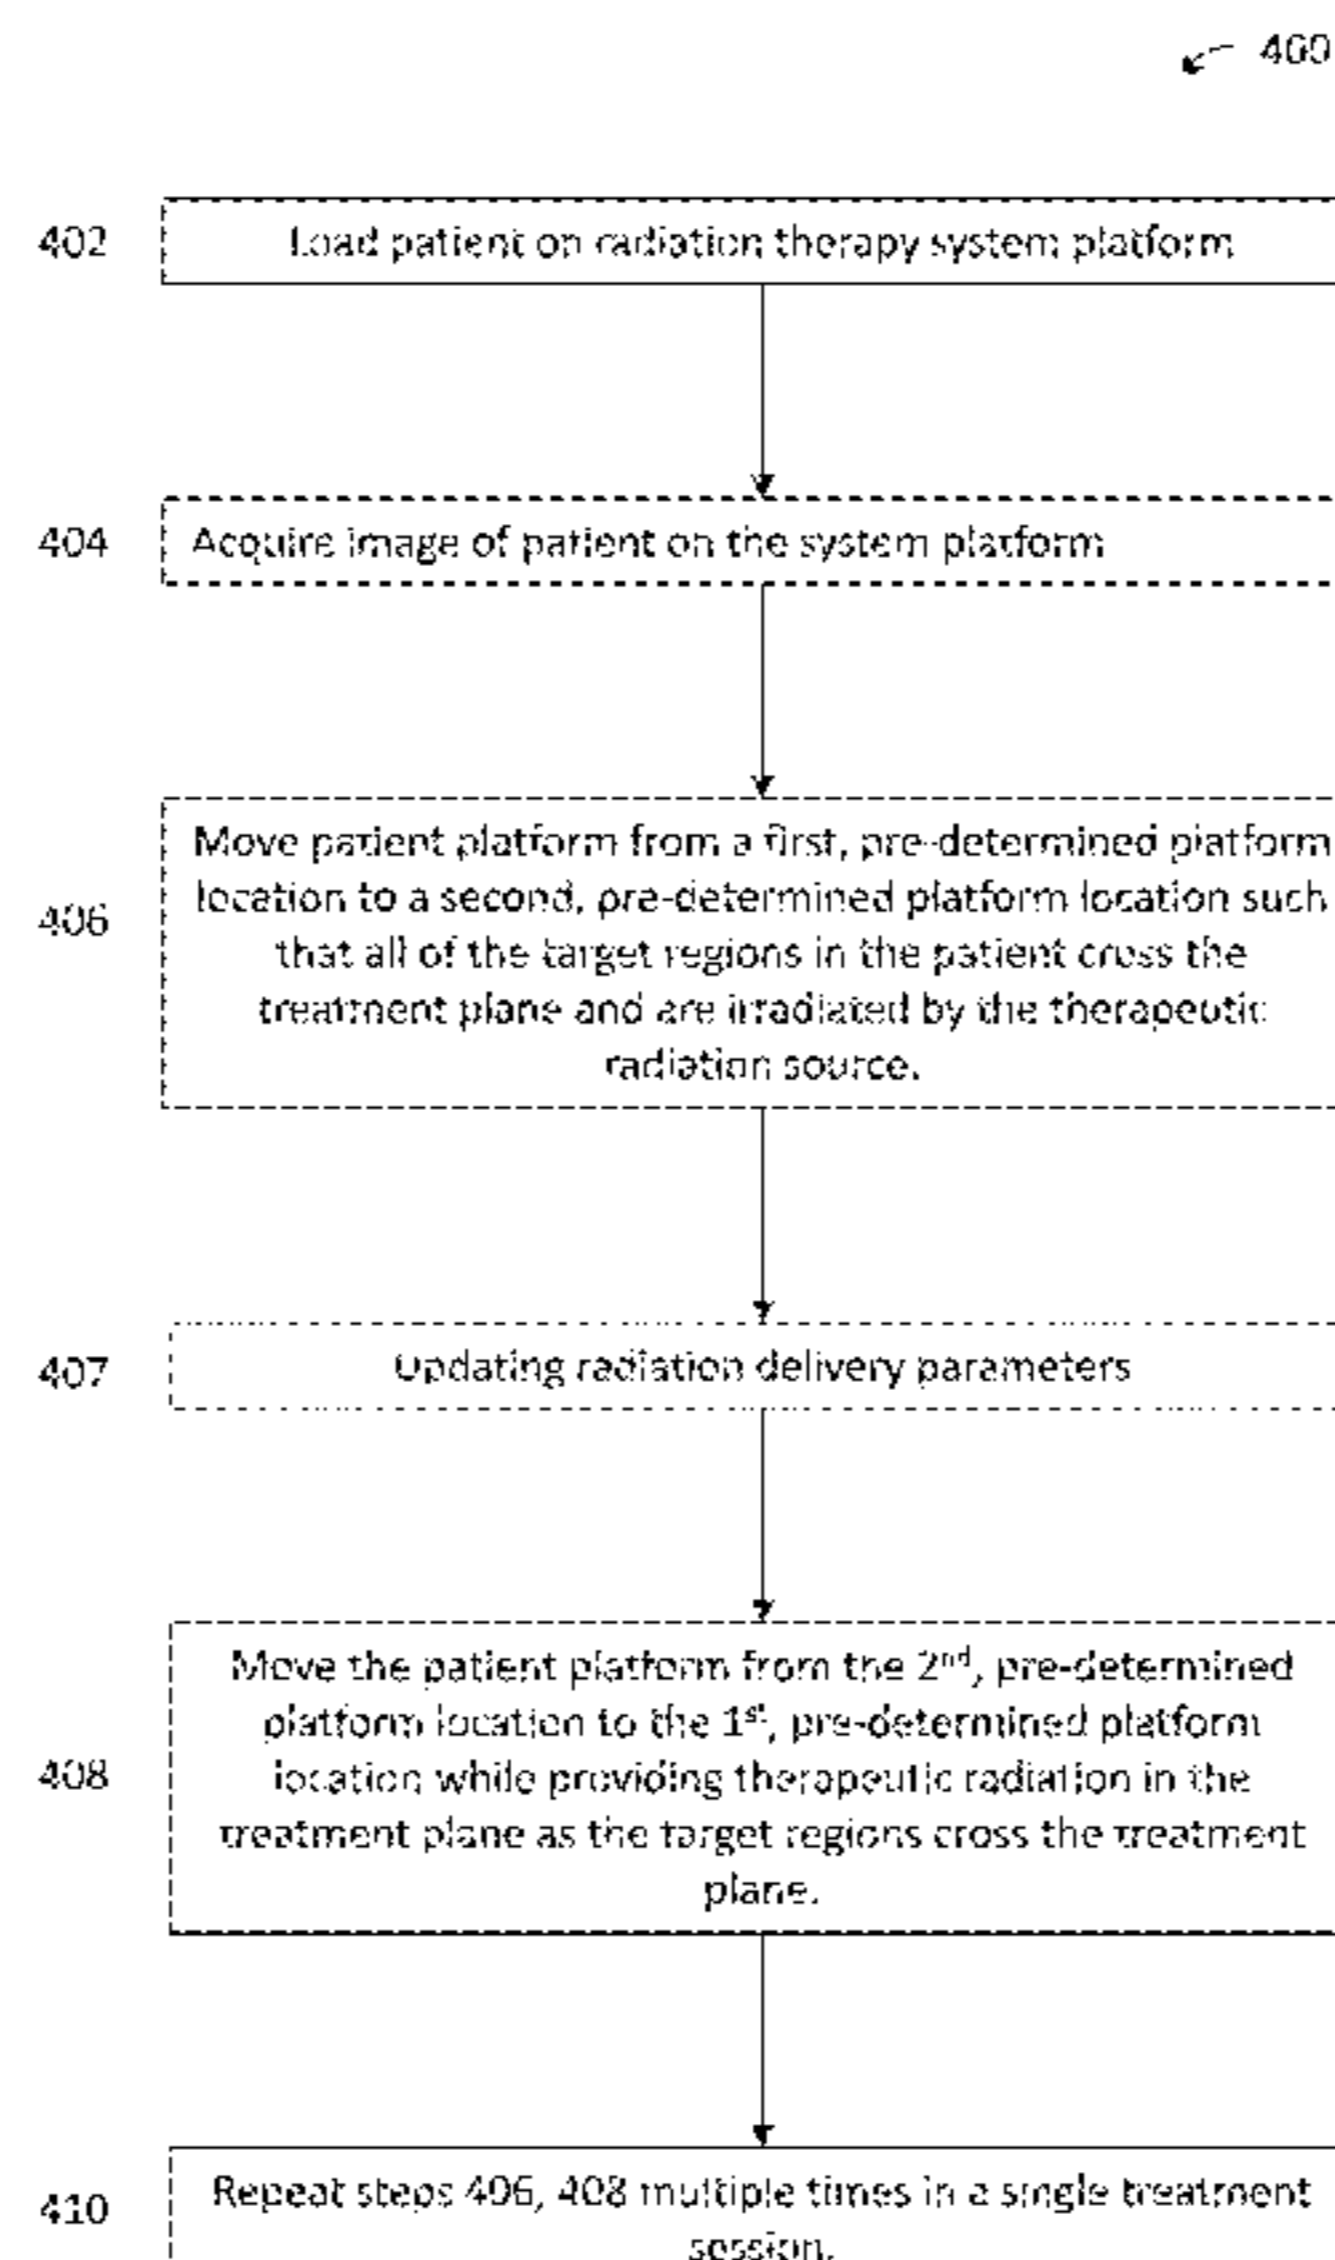 400
402
Load patient on radiation therapy system platform
404
Acquire image of patient on the system platform
Move patient platform from a first, pre-determined platform
location to a second, pre-determined platform location such
406
that all of the target regions in the patient cross the
treatment plane and are irradiated by the therapeutic
radiation source.
407
Updating radiation delivery parameters
Move the patient platform from the 2nd, pre-determined
platform location to the 1st, pre-determined platform
408
location while providing therapeutic radiation in the
treatment plane as the target regions cross the treatment
plane.
410
Repeat steps 406, 408 multiple times in a single treatment
session.